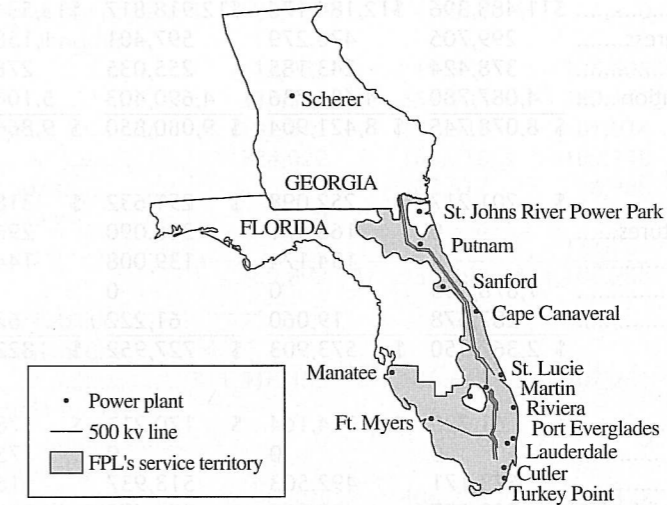 Scherer
GEORGIA
FLORIDA
St. Johns River Power Park
Putnam
Sanford
Cape Canaveral
Manatee
St. Lucie
Martin
Riviera
Ft. Myers
Port Everglades
Lauderdale
Cutler
Turkey Point
Power plant
500 kv line
FPL's service territory